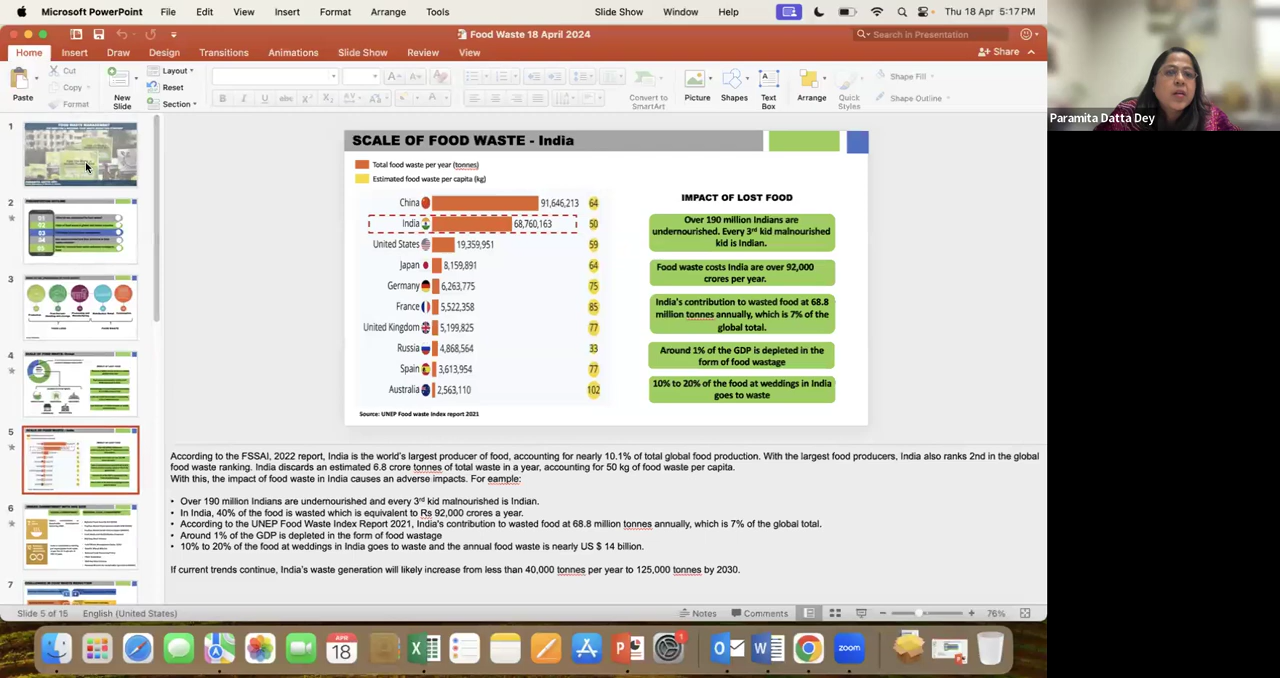 Microsoft PowerPoint File Edit View Insert Format Arrange Tools Slide Show Window Help Thu 18 Apr 5:17 PM
Food Waste 18 April 2024 Search in Presentation
Home Insert Draw Design Transitions Animations Slide Show Review View Share
Paste Cut Copy Format New Slide Layout Reset Section Convert to SmartArt Picture Shapes Text Box Arrange Quick Styles Shape Fill Shape Outline
Paramita Datta Dey
1
2
3
4
5
6
7
SCALE OF FOOD WASTE - India
Total food waste per year (tonnes)
Estimated food waste per capita (kg)
China 91,646,213 64
India 68,760,163 50
United States 19,359,951 59
Japan 8,159,891 64
Germany 6,263,775 75
France 5,522,358 85
United Kingdom 5,199,825 77
Russia 4,868,564 33
Spain 3,613,954 77
Australia 2,563,110 102
Source: UNEP Food waste Index report 2021
IMPACT OF LOST FOOD
Over 190 million Indians are
undernourished. Every 3rd kid malnourished
kid is Indian.
Food waste costs India are over 92,000
crores per year.
India's contribution to wasted food at 68.8
million tonnes annually, which is 7% of the
global total.
Around 1% of the GDP is depleted in the
form of food wastage
10% to 20% of the food at weddings in India
goes to waste
According to the FSSAI, 2022 report, India is the world's largest producer of food, accounting for nearly 10.1% of total global food production. With the largest food producers, India also ranks 2nd in the global
food waste ranking. India discards an estimated 6.8 crore tonnes of total waste in a year, accounting for 50 kg of food waste per capita.
With this, the impact of food waste in India causes an adverse impacts. For eample:
• Over 190 million Indians are undernourished and every 3rd kid malnourished is Indian.
• In India, 40% of the food is wasted which is equivalent to Rs 92,000 crores a year.
• According to the UNEP Food Waste Index Report 2021, India's contribution to wasted food at 68.8 million tonnes annually, which is 7% of the global total.
• Around 1% of the GDP is depleted in the form of food wastage
• 10% to 20% of the food at weddings in India goes to waste and the annual food waste is nearly US $ 14 billion.
If current trends continue, India's waste generation will likely increase from less than 40,000 tonnes per year to 125,000 tonnes by 2030.
Slide 5 of 15 English (United States) Notes Comments 76%
APR 18 zoom 1